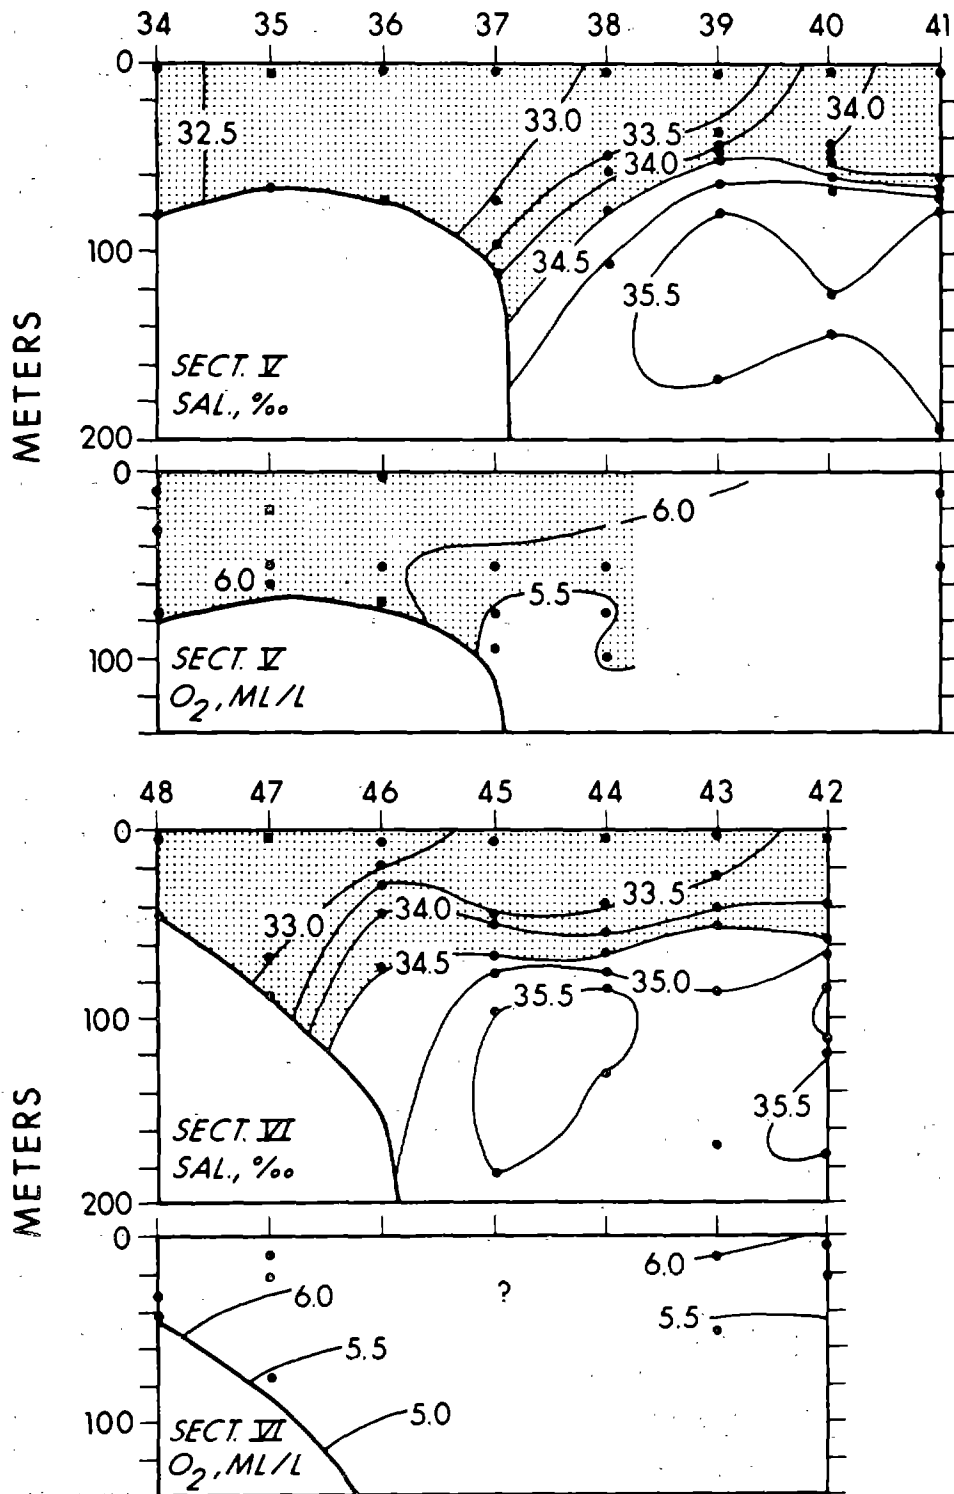 34 35 36 37 38 39 40 41
0
32.5 33.0 33.5 34.0
34.0
100
34.5
35.5
SECT. V
SAL., ‰
200
METERS
0
6.0
6.0 5.5
100
SECT. V
O2, ML/L
48 47 46 45 44 43 42
0
33.0 34.0 33.5
34.5 35.0
35.5
100
35.5
SECT. VI
SAL., ‰
200
METERS
0
6.0 ? 6.0
5.5 5.5
5.0
100
SECT. VI
O2, ML/L